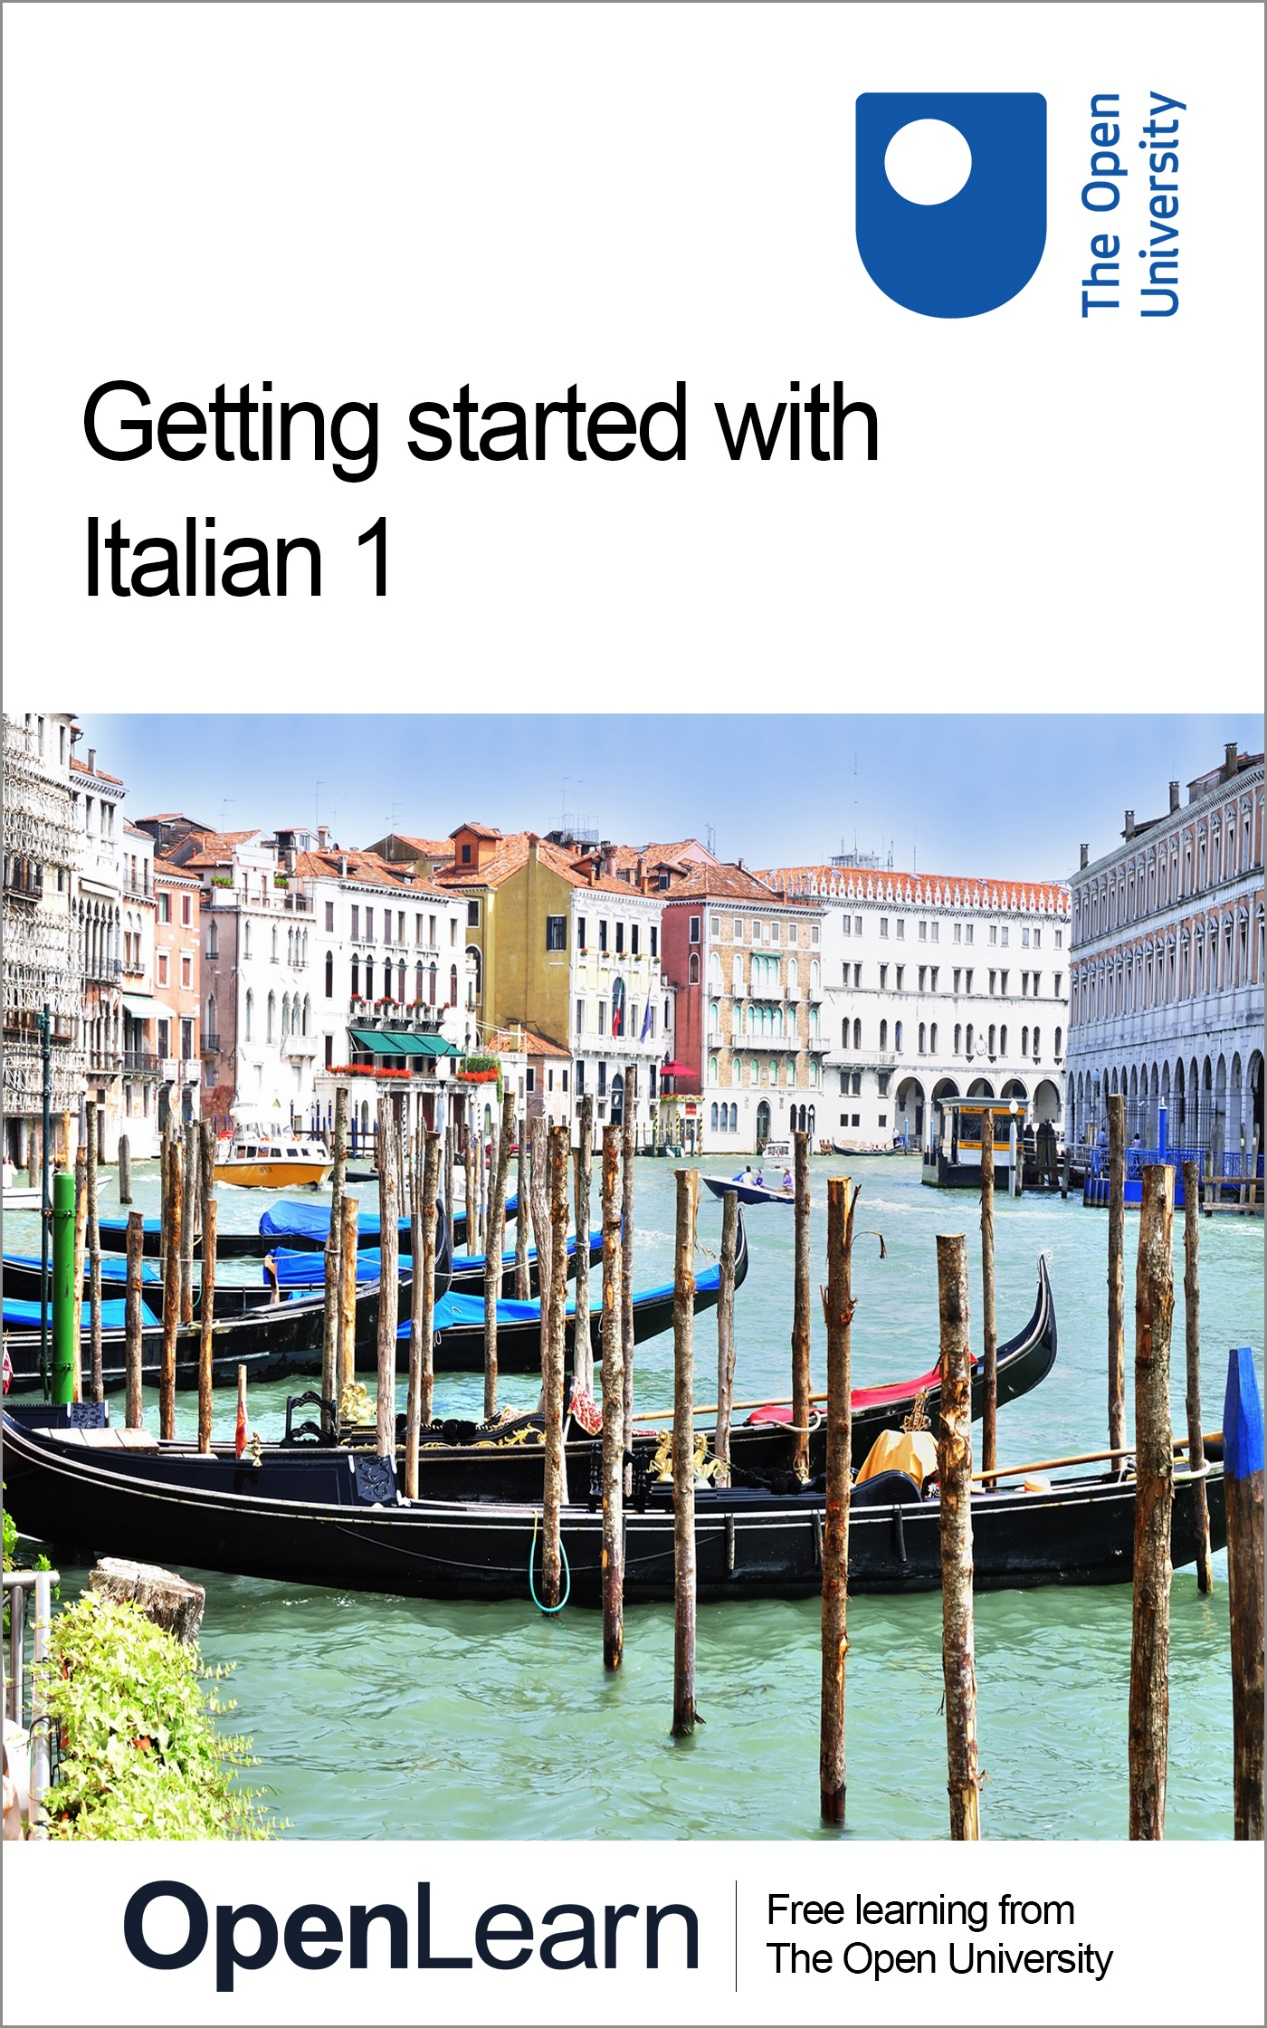 The Open
University
Getting started with
Italian 1
OpenLearn
Free learning from
The Open University